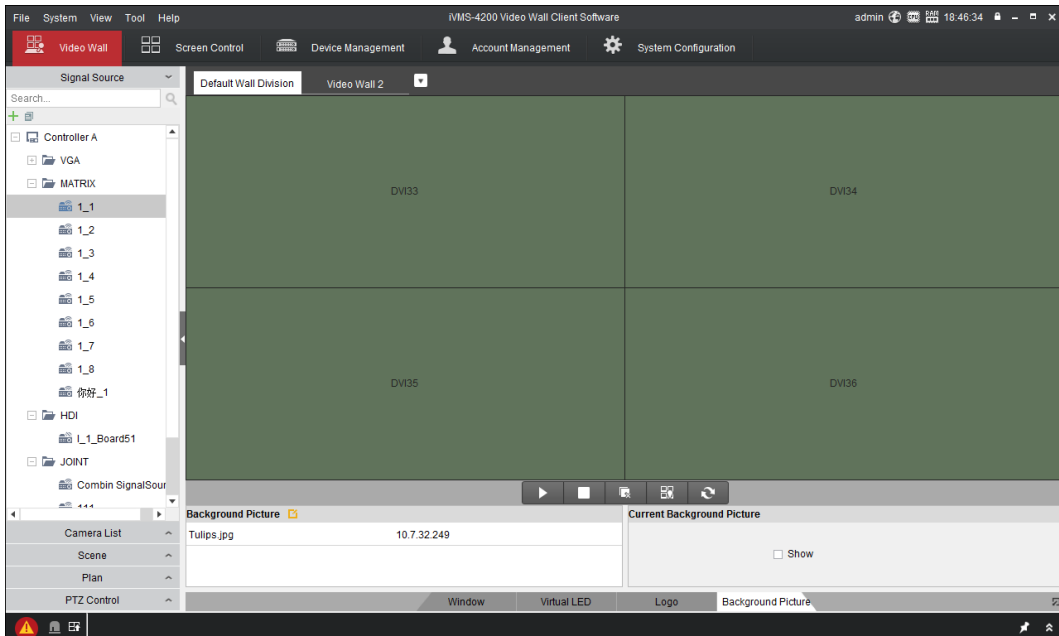 File System View Tool Help iVMS-4200 Video Wall Client Software admin 18:46:34
Video Wall Screen Control Device Management Account Management System Configuration
Signal Source
Default Wall Division Video Wall 2
Search...
Controller A
VGA
MATRIX
1_1
1_2
1_3
1_4
1_5
1_6
1_7
1_8
你好_1
HDI
I_1_Board51
JOINT
Combin SignalSour
DVI33
DVI34
DVI35
DVI36
Background Picture
Tulips.jpg 10.7.32.249
Current Background Picture
Show
Camera List
Scene
Plan
PTZ Control
Window Virtual LED Logo Background Picture